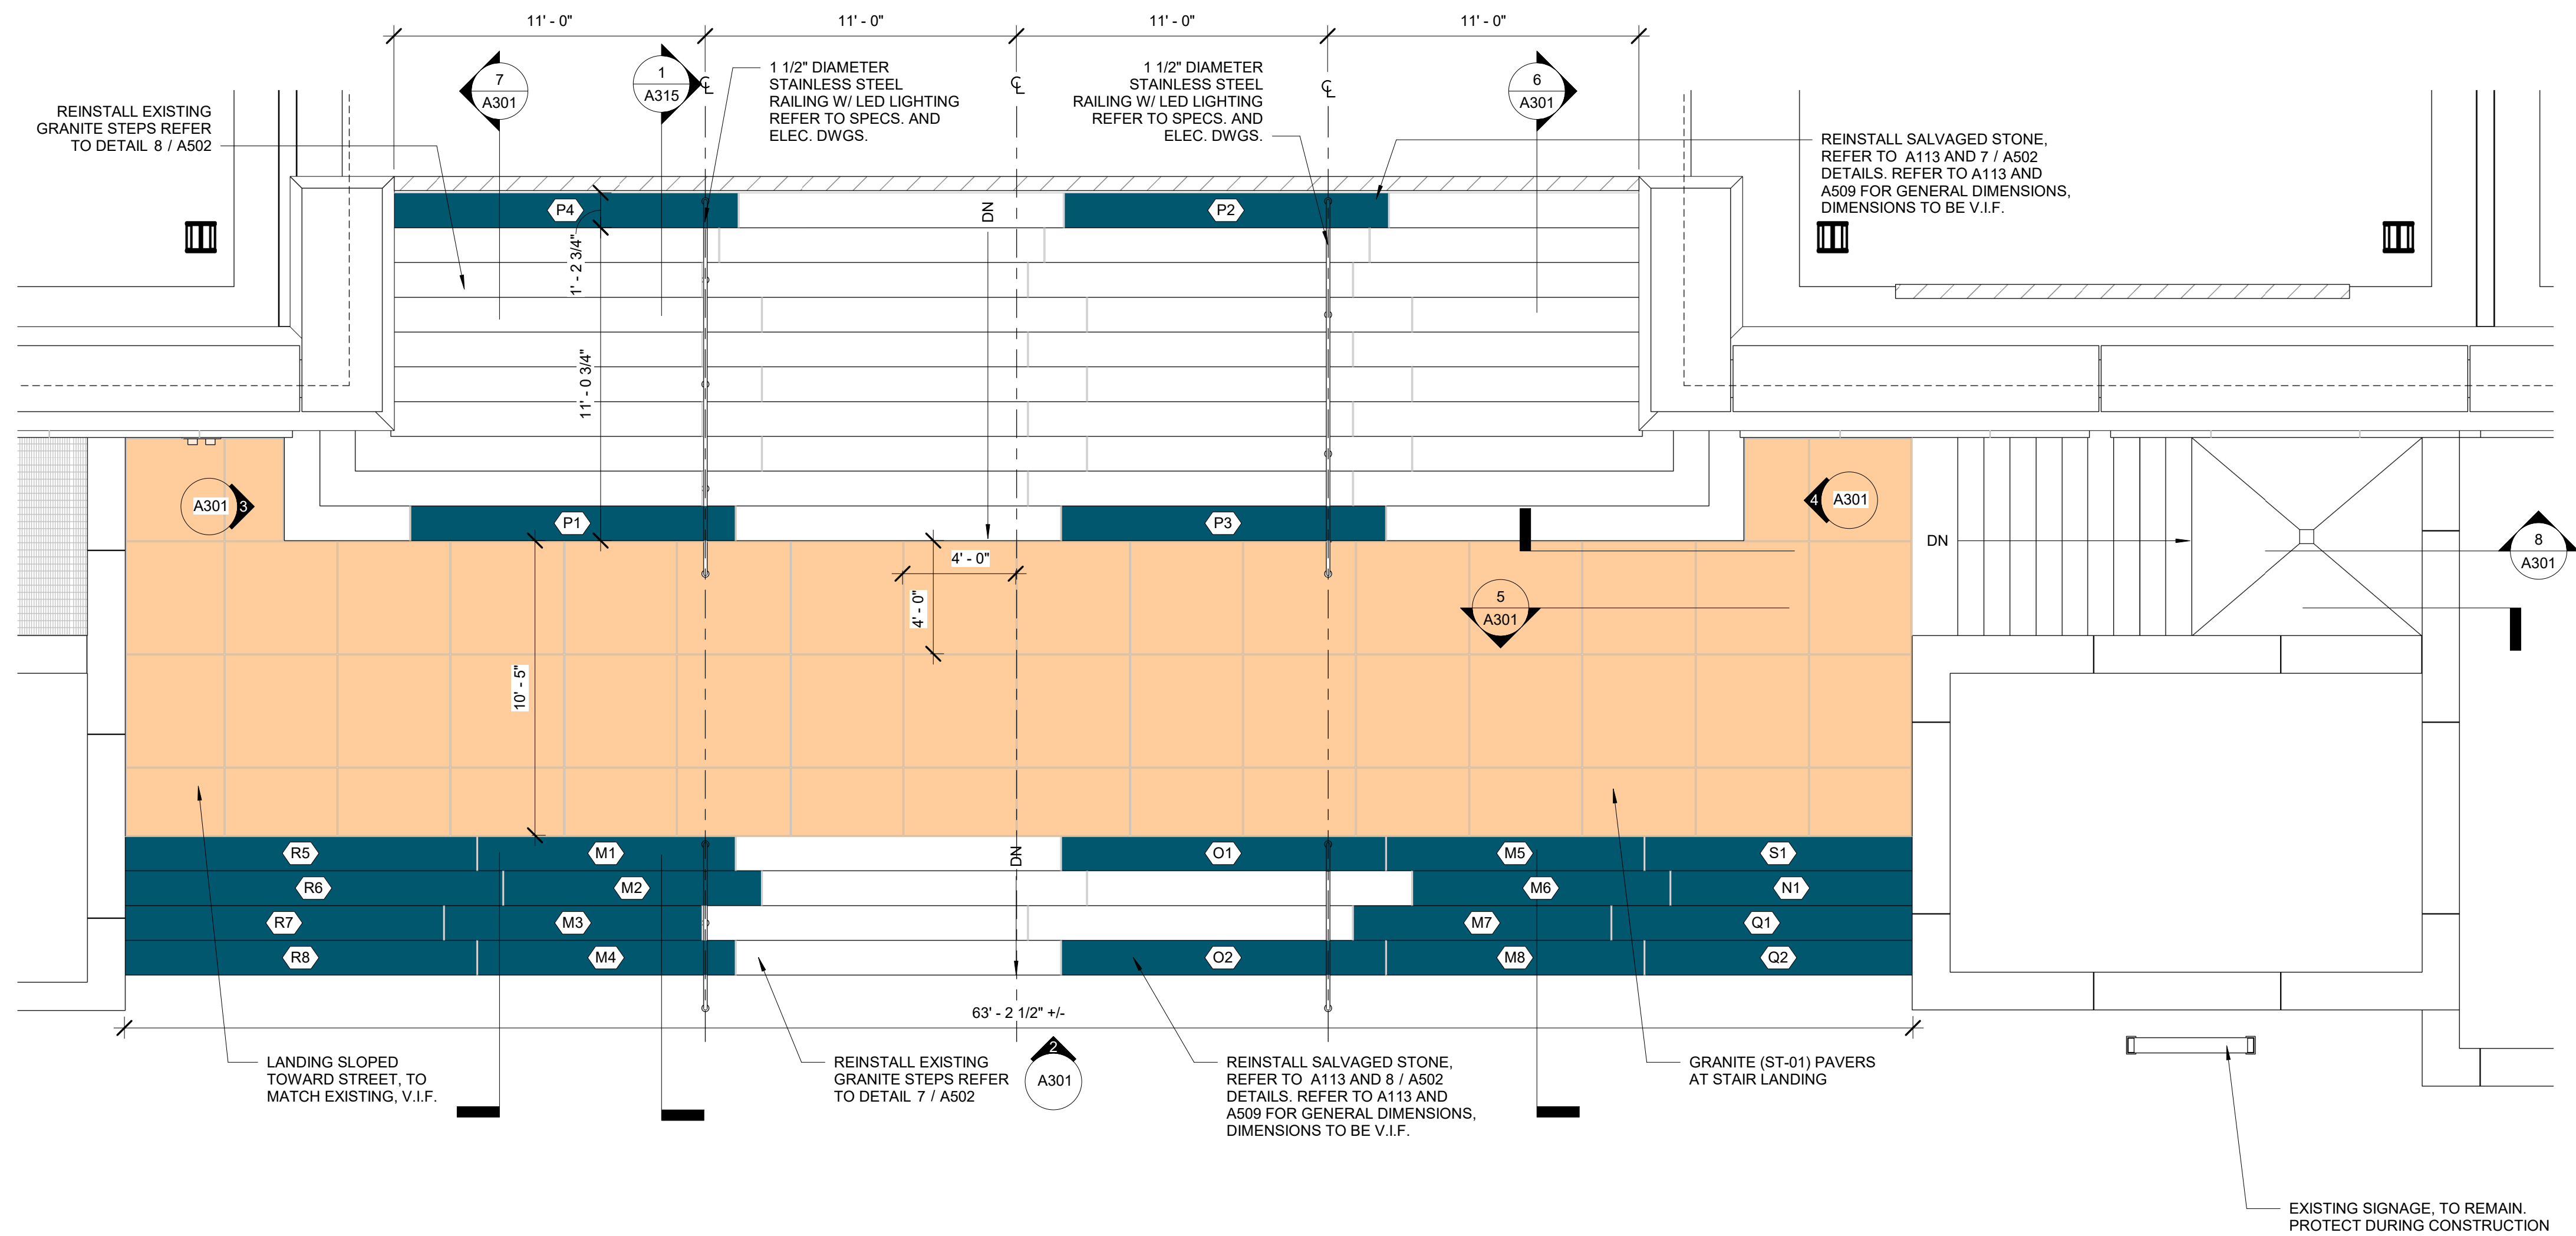 11' - 0"
11' - 0"
11' - 0"
11' - 0"
7
A301
1
A315
6
A301
CL
CL
CL
1 1/2" DIAMETER
STAINLESS STEEL
RAILING W/ LED LIGHTING
REFER TO SPECS. AND
ELEC. DWGS.
1 1/2" DIAMETER
STAINLESS STEEL
RAILING W/ LED LIGHTING
REFER TO SPECS. AND
ELEC. DWGS.
REINSTALL EXISTING
GRANITE STEPS REFER
TO DETAIL 8 / A502
REINSTALL SALVAGED STONE,
REFER TO A113 AND 7 / A502
DETAILS. REFER TO A113 AND
A509 FOR GENERAL DIMENSIONS,
DIMENSIONS TO BE V.I.F.
P4
DN
P2
1' - 2 3/4"
11' - 0 3/4"
A301
3
4
A301
P1
P3
DN
8
A301
4' - 0"
4' - 0"
5
A301
10' - 5"
R5
M1
DN
O1
M5
S1
R6
M2
M6
N1
R7
M3
M7
Q1
R8
M4
O2
M8
Q2
63' - 2 1/2" +/-
LANDING SLOPED
TOWARD STREET, TO
MATCH EXISTING, V.I.F.
REINSTALL EXISTING
GRANITE STEPS REFER
TO DETAIL 7 / A502
2
A301
REINSTALL SALVAGED STONE,
REFER TO A113 AND 8 / A502
DETAILS. REFER TO A113 AND
A509 FOR GENERAL DIMENSIONS,
DIMENSIONS TO BE V.I.F.
GRANITE (ST-01) PAVERS
AT STAIR LANDING
EXISTING SIGNAGE, TO REMAIN.
PROTECT DURING CONSTRUCTION